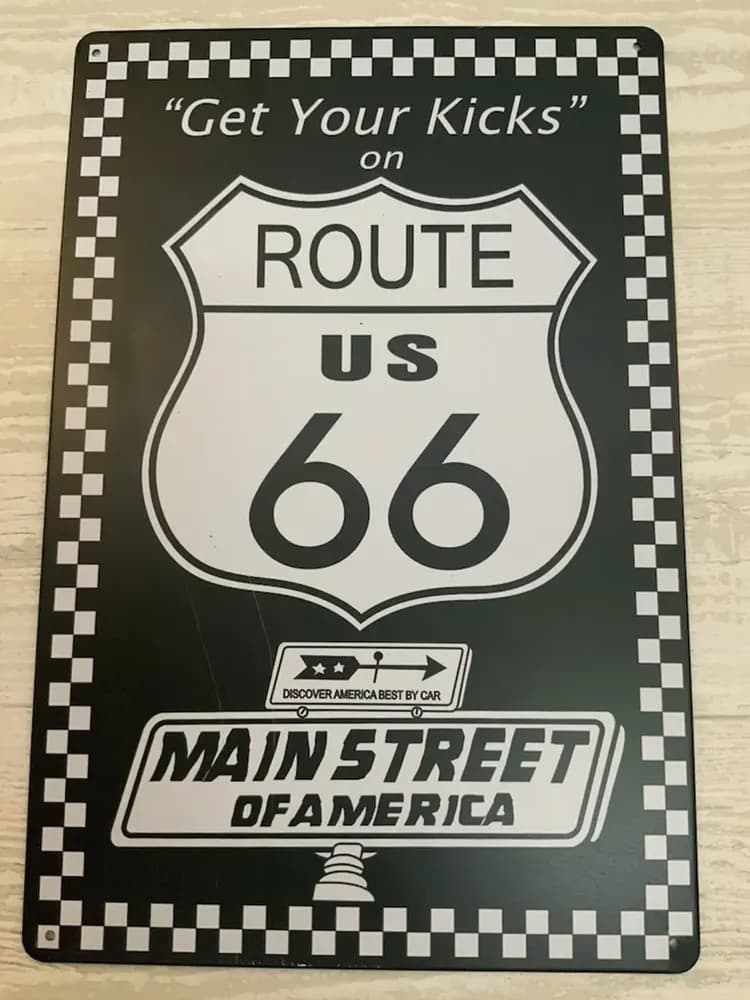 “Get Your Kicks”
on
ROUTE
US
66
DISCOVER AMERICA BEST BY CAR
MAIN STREET
OF AMERICA